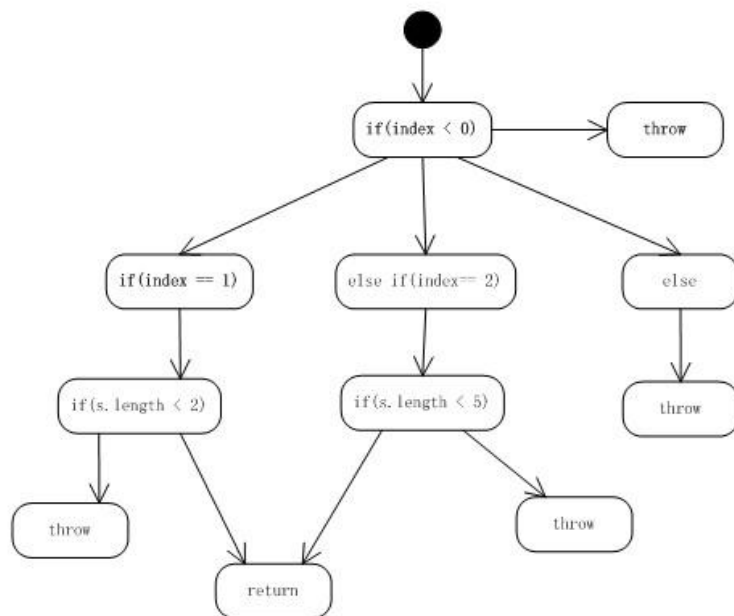 if(index < 0)
throw
if(index == 1)
else if(index== 2)
else
if(s.length < 2)
if(s.length < 5)
throw
throw
throw
return